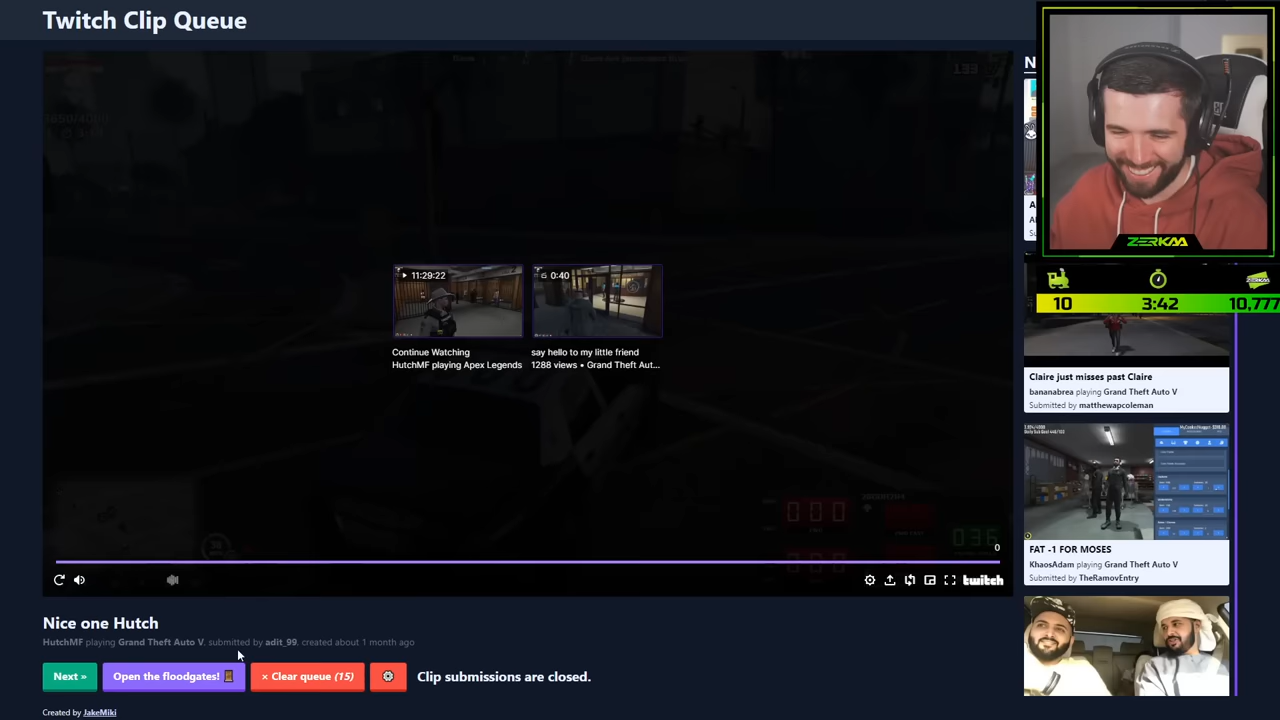 Twitch Clip Queue
11:29:22
0:40
Continue Watching
HutchMF playing Apex Legends
say hello to my little friend
1288 views • Grand Theft Aut...
0
twitch
Nice one Hutch
HutchMF playing Grand Theft Auto V, submitted by adit_99, created about 1 month ago
Next »
Open the floodgates!
× Clear queue (15)
Clip submissions are closed.
Created by JakeMiki
N
A
Su
ZERKAA
10
3:42
10,777
Claire just misses past Claire
bananabrea playing Grand Theft Auto V
Submitted by matthewapcoleman
FAT -1 FOR MOSES
KhaosAdam playing Grand Theft Auto V
Submitted by TheRamovEntry